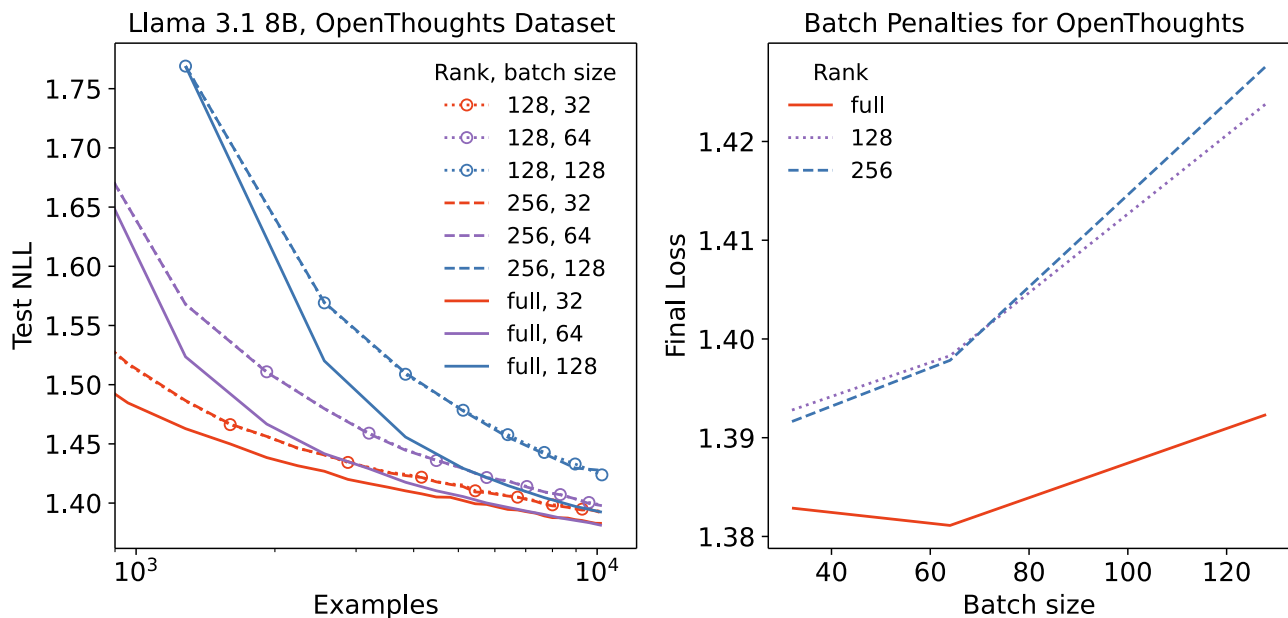 Llama 3.1 8B, OpenThoughts Dataset
Test NLL
1.75
1.70
1.65
1.60
1.55
1.50
1.45
1.40
Rank, batch size
128, 32
128, 64
128, 128
256, 32
256, 64
256, 128
full, 32
full, 64
full, 128
10³
10⁴
Examples
Batch Penalties for OpenThoughts
Final Loss
1.42
1.41
1.40
1.39
1.38
Rank
full
128
256
40
60
80
100
120
Batch size